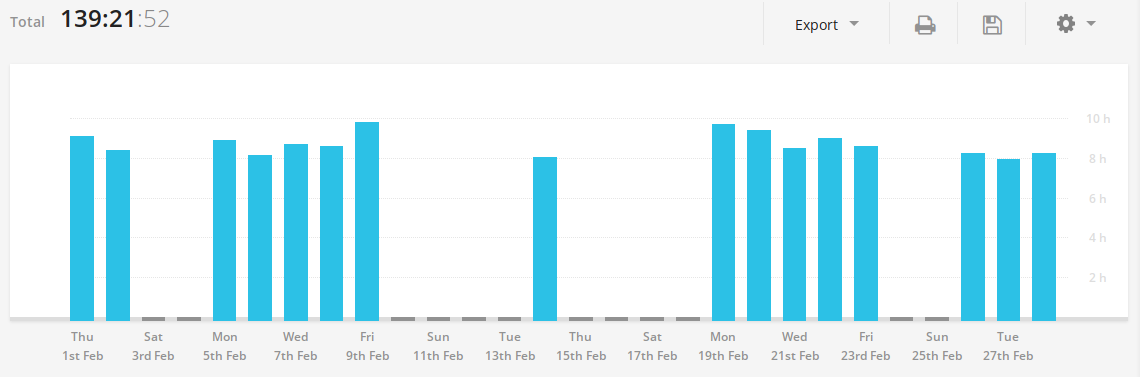 Total 139:21:52 Export
10 h
8 h
6 h
4 h
2 h
Thu Sat Mon Wed Fri Sun Tue Thu Sat Mon Wed Fri Sun Tue
1st Feb 3rd Feb 5th Feb 7th Feb 9th Feb 11th Feb 13th Feb 15th Feb 17th Feb 19th Feb 21st Feb 23rd Feb 25th Feb 27th Feb